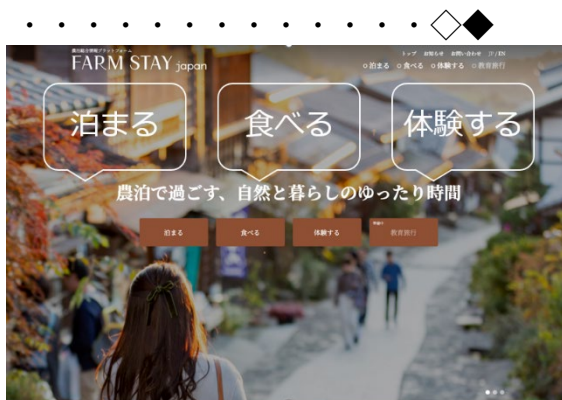 農泊総合情報プラットフォーム
FARM STAY japan
トップ お知らせ お問い合わせ JP/EN
泊まる 食べる 体験する 教育旅行
泊まる 食べる 体験する
農泊で過ごす、自然と暮らしのゆったり時間
泊まる 食べる 体験する 教育旅行